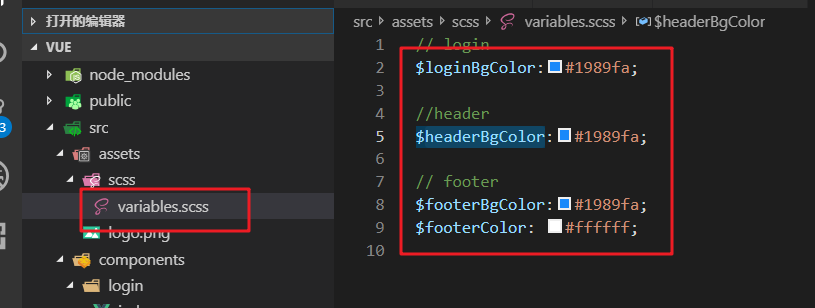 打开的编辑器
VUE
node_modules
public
src
assets
scss
variables.scss
logo.png
components
login
3
src › assets › scss › variables.scss › $headerBgColor
1 // login
2 $loginBgColor: #1989fa;
3
4 //header
5 $headerBgColor: #1989fa;
6
7 // footer
8 $footerBgColor: #1989fa;
9 $footerColor: #ffffff;
10